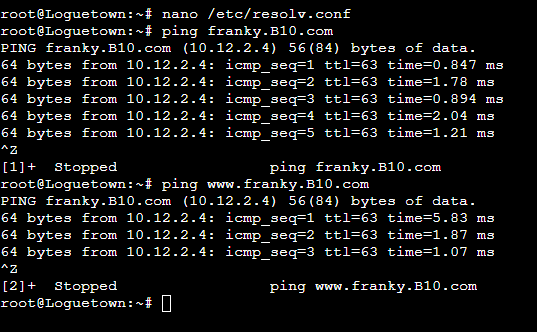 root@Loguetown:~# nano /etc/resolv.conf
root@Loguetown:~# ping franky.B10.com
PING franky.B10.com (10.12.2.4) 56(84) bytes of data.
64 bytes from 10.12.2.4: icmp_seq=1 ttl=63 time=0.847 ms
64 bytes from 10.12.2.4: icmp_seq=2 ttl=63 time=1.78 ms
64 bytes from 10.12.2.4: icmp_seq=3 ttl=63 time=0.894 ms
64 bytes from 10.12.2.4: icmp_seq=4 ttl=63 time=2.04 ms
64 bytes from 10.12.2.4: icmp_seq=5 ttl=63 time=1.21 ms
^Z
[1]+  Stopped                 ping franky.B10.com
root@Loguetown:~# ping www.franky.B10.com
PING franky.B10.com (10.12.2.4) 56(84) bytes of data.
64 bytes from 10.12.2.4: icmp_seq=1 ttl=63 time=5.83 ms
64 bytes from 10.12.2.4: icmp_seq=2 ttl=63 time=1.87 ms
64 bytes from 10.12.2.4: icmp_seq=3 ttl=63 time=1.07 ms
^Z
[2]+  Stopped                 ping www.franky.B10.com
root@Loguetown:~#